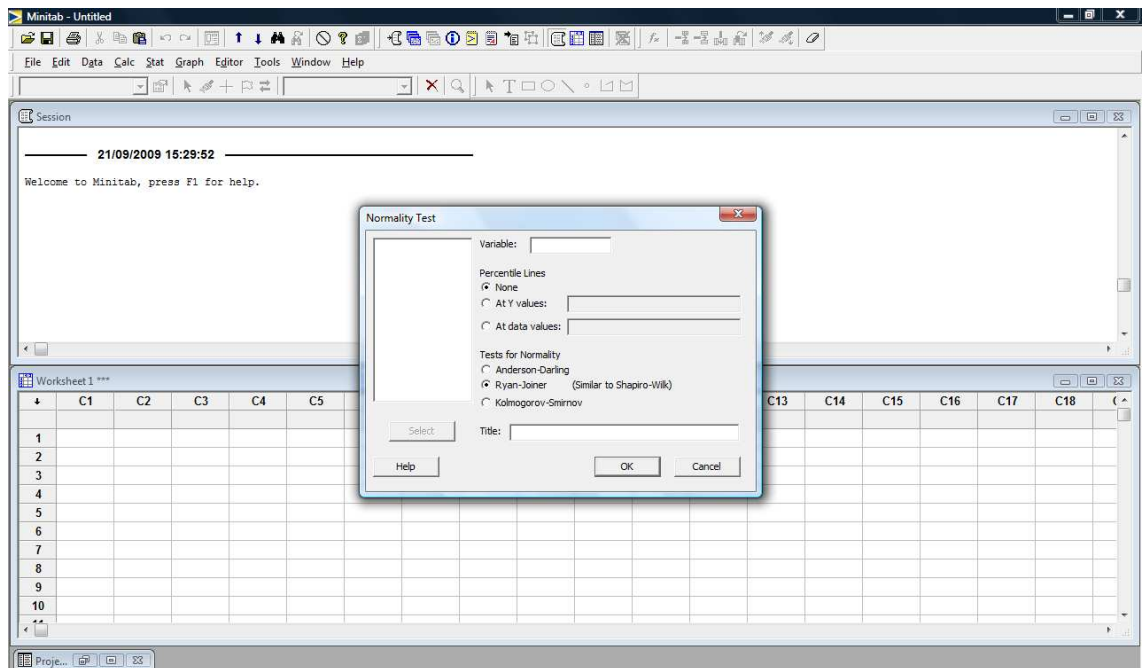 Minitab - Untitled
File Edit Data Calc Stat Graph Editor Tools Window Help
Session
21/09/2009 15:29:52
Welcome to Minitab, press F1 for help.
Normality Test
Variable:
Percentile Lines
None
At Y values:
At data values:
Tests for Normality
Anderson-Darling
Ryan-Joiner (Similar to Shapiro-Wilk)
Kolmogorov-Smirnov
Select
Title:
Help OK Cancel
Worksheet 1 ***
C1 C2 C3 C4 C5 C13 C14 C15 C16 C17 C18
1
2
3
4
5
6
7
8
9
10
Proje...